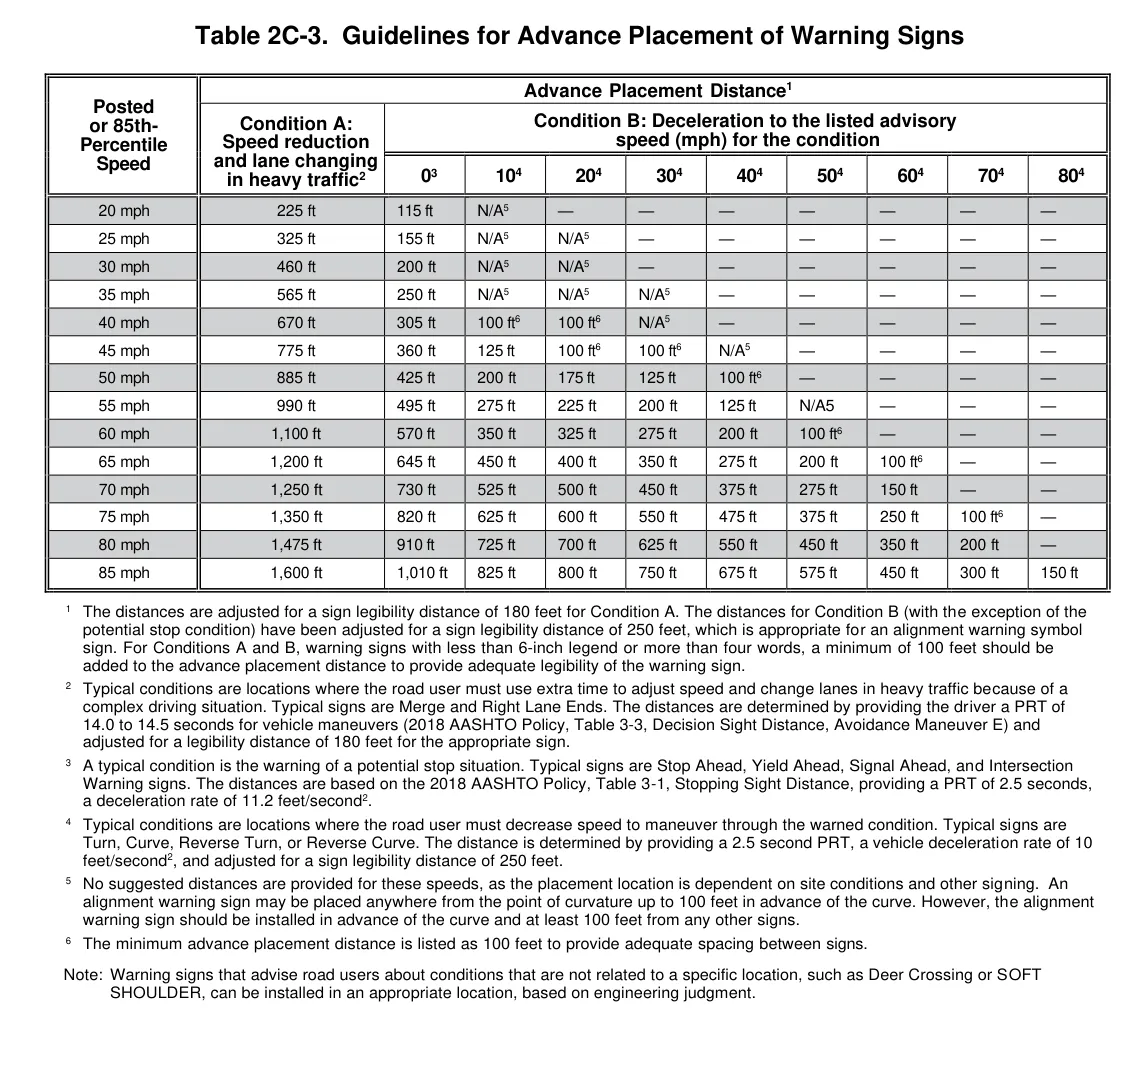 Table 2C-3. Guidelines for Advance Placement of Warning Signs
Posted
or 85th-
Percentile
Speed
Advance Placement Distance¹
Condition A:
Speed reduction
and lane changing
in heavy traffic²
Condition B: Deceleration to the listed advisory
speed (mph) for the condition
0³ 10⁴ 20⁴ 30⁴ 40⁴ 50⁴ 60⁴ 70⁴ 80⁴
20 mph 225 ft 115 ft N/A⁵ — — — — — — —
25 mph 325 ft 155 ft N/A⁵ N/A⁵ — — — — — —
30 mph 460 ft 200 ft N/A⁵ N/A⁵ — — — — — —
35 mph 565 ft 250 ft N/A⁵ N/A⁵ N/A⁵ — — — — —
40 mph 670 ft 305 ft 100 ft⁶ 100 ft⁶ N/A⁵ — — — — —
45 mph 775 ft 360 ft 125 ft 100 ft⁶ 100 ft⁶ N/A⁵ — — — —
50 mph 885 ft 425 ft 200 ft 175 ft 125 ft 100 ft⁶ — — — —
55 mph 990 ft 495 ft 275 ft 225 ft 200 ft 125 ft N/A5 — — —
60 mph 1,100 ft 570 ft 350 ft 325 ft 275 ft 200 ft 100 ft⁶ — — —
65 mph 1,200 ft 645 ft 450 ft 400 ft 350 ft 275 ft 200 ft 100 ft⁶ — —
70 mph 1,250 ft 730 ft 525 ft 500 ft 450 ft 375 ft 275 ft 150 ft — —
75 mph 1,350 ft 820 ft 625 ft 600 ft 550 ft 475 ft 375 ft 250 ft 100 ft⁶ —
80 mph 1,475 ft 910 ft 725 ft 700 ft 625 ft 550 ft 450 ft 350 ft 200 ft —
85 mph 1,600 ft 1,010 ft 825 ft 800 ft 750 ft 675 ft 575 ft 450 ft 300 ft 150 ft
¹ The distances are adjusted for a sign legibility distance of 180 feet for Condition A. The distances for Condition B (with the exception of the
potential stop condition) have been adjusted for a sign legibility distance of 250 feet, which is appropriate for an alignment warning symbol
sign. For Conditions A and B, warning signs with less than 6-inch legend or more than four words, a minimum of 100 feet should be
added to the advance placement distance to provide adequate legibility of the warning sign.
² Typical conditions are locations where the road user must use extra time to adjust speed and change lanes in heavy traffic because of a
complex driving situation. Typical signs are Merge and Right Lane Ends. The distances are determined by providing the driver a PRT of
14.0 to 14.5 seconds for vehicle maneuvers (2018 AASHTO Policy, Table 3-3, Decision Sight Distance, Avoidance Maneuver E) and
adjusted for a legibility distance of 180 feet for the appropriate sign.
³ A typical condition is the warning of a potential stop situation. Typical signs are Stop Ahead, Yield Ahead, Signal Ahead, and Intersection
Warning signs. The distances are based on the 2018 AASHTO Policy, Table 3-1, Stopping Sight Distance, providing a PRT of 2.5 seconds,
a deceleration rate of 11.2 feet/second².
⁴ Typical conditions are locations where the road user must decrease speed to maneuver through the warned condition. Typical signs are
Turn, Curve, Reverse Turn, or Reverse Curve. The distance is determined by providing a 2.5 second PRT, a vehicle deceleration rate of 10
feet/second², and adjusted for a sign legibility distance of 250 feet.
⁵ No suggested distances are provided for these speeds, as the placement location is dependent on site conditions and other signing. An
alignment warning sign may be placed anywhere from the point of curvature up to 100 feet in advance of the curve. However, the alignment
warning sign should be installed in advance of the curve and at least 100 feet from any other signs.
⁶ The minimum advance placement distance is listed as 100 feet to provide adequate spacing between signs.
Note: Warning signs that advise road users about conditions that are not related to a specific location, such as Deer Crossing or SOFT
SHOULDER, can be installed in an appropriate location, based on engineering judgment.